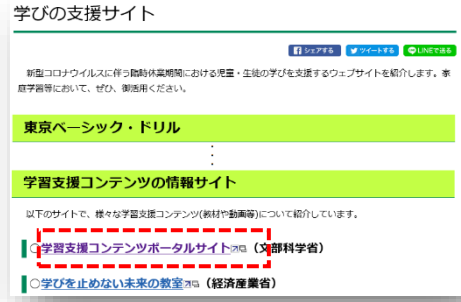 学びの支援サイト
シェアする ツイートする LINEで送る
新型コロナウイルスに伴う臨時休業期間における児童・生徒の学びを支援するウェブサイトを紹介します。家
庭学習等において、ぜひ、御活用ください。
東京ベーシック・ドリル
学習支援コンテンツの情報サイト
以下のサイトで、様々な学習支援コンテンツ(教材や動画等)について紹介しています。
○学習支援コンテンツポータルサイト（文部科学省）
○学びを止めない未来の教室（経済産業省）